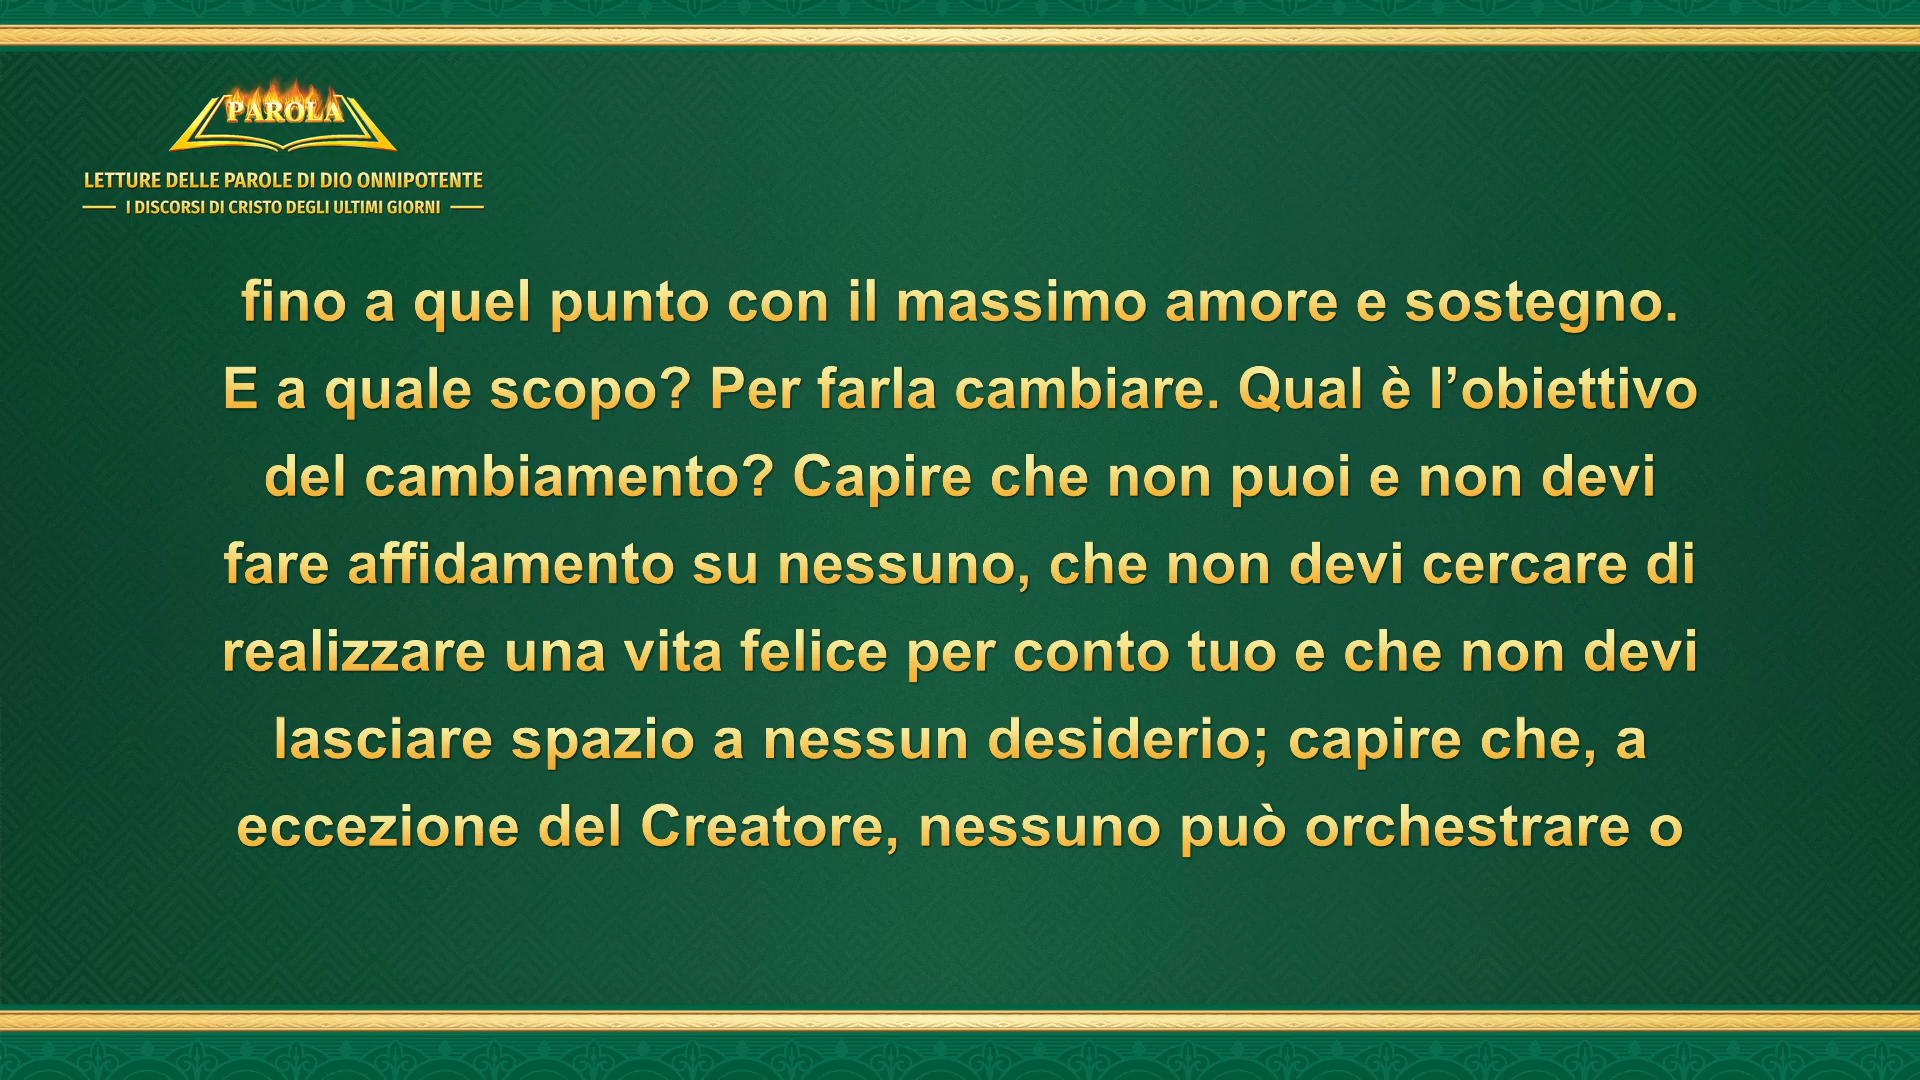 PAROLA
LETTURE DELLE PAROLE DI DIO ONNIPOTENTE
I DISCORSI DI CRISTO DEGLI ULTIMI GIORNI
fino a quel punto con il massimo amore e sostegno.
E a quale scopo? Per farla cambiare. Qual è l’obiettivo
del cambiamento? Capire che non puoi e non devi
fare affidamento su nessuno, che non devi cercare di
realizzare una vita felice per conto tuo e che non devi
lasciare spazio a nessun desiderio; capire che, a
eccezione del Creatore, nessuno può orchestrare o